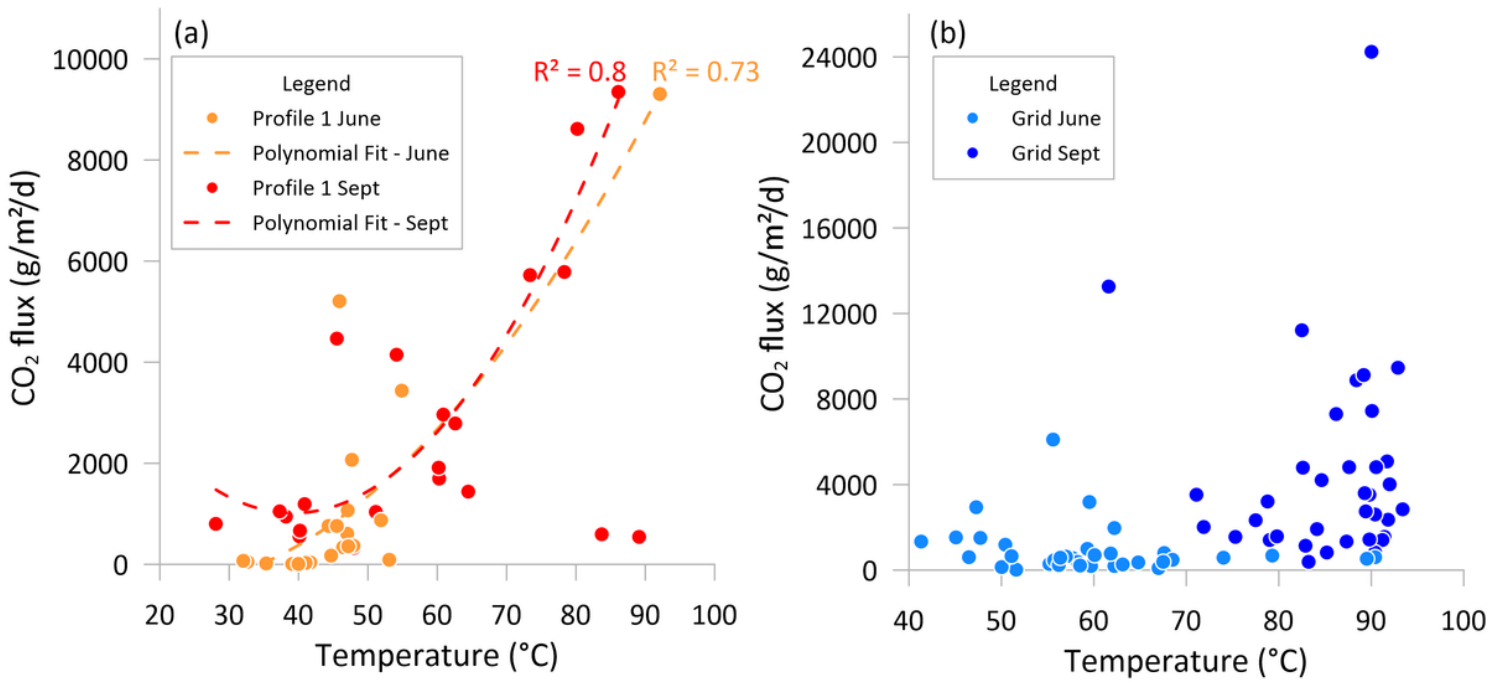 (a)
R² = 0.8
R² = 0.73
Legend
Profile 1 June
Polynomial Fit - June
Profile 1 Sept
Polynomial Fit - Sept
10000
8000
6000
4000
2000
0
CO₂ flux (g/m²/d)
20 30 40 50 60 70 80 90 100
Temperature (°C)
(b)
Legend
Grid June
Grid Sept
24000
20000
16000
12000
8000
4000
0
CO₂ flux (g/m²/d)
40 50 60 70 80 90 100
Temperature (°C)